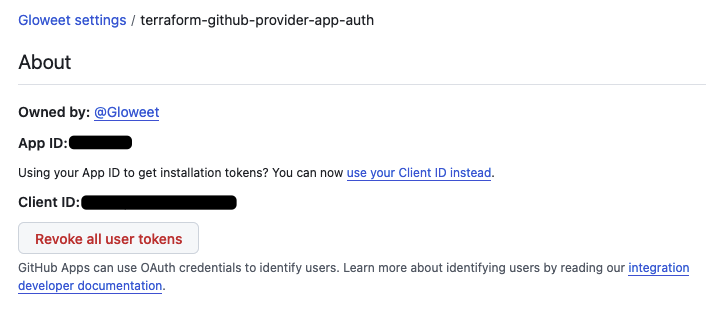 Gloweet settings / terraform-github-provider-app-auth
About
Owned by: @Gloweet
App ID:
Using your App ID to get installation tokens? You can now use your Client ID instead.
Client ID:
Revoke all user tokens
GitHub Apps can use OAuth credentials to identify users. Learn more about identifying users by reading our integration
developer documentation.